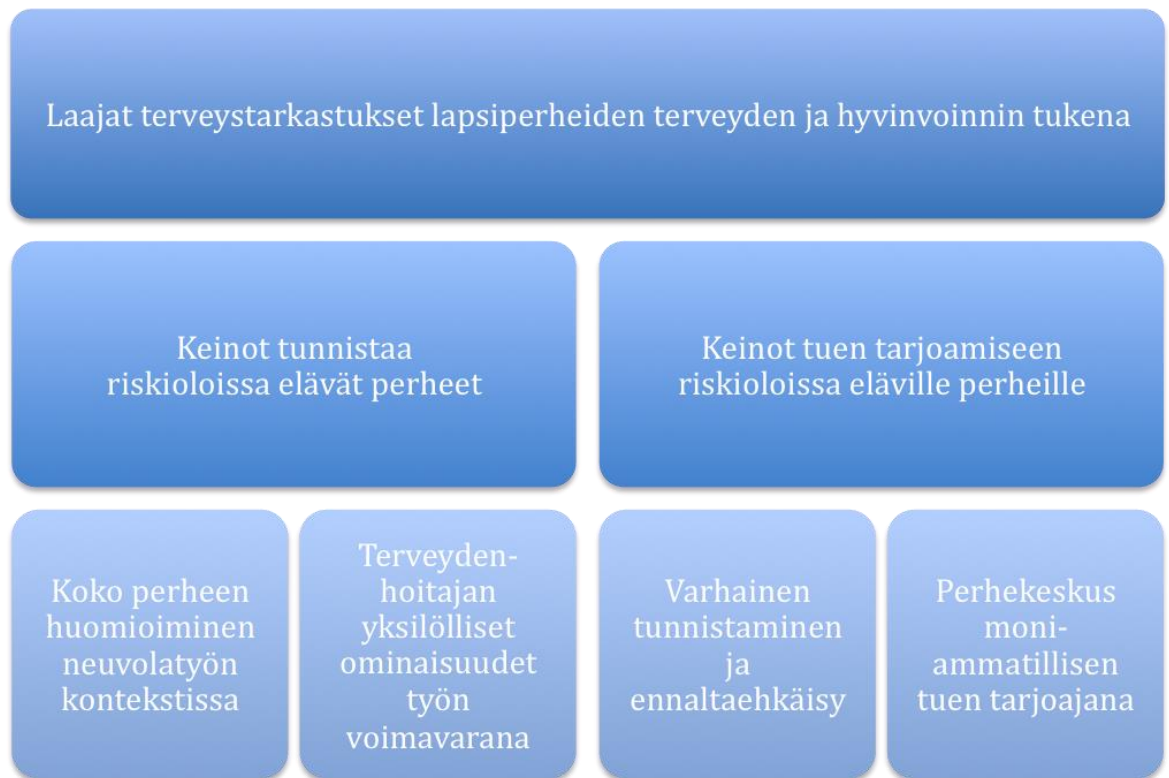 Laajat terveystarkastukset lapsiperheiden terveyden ja hyvinvoinnin tukena
Keinot tunnistaa
riskioloissa elävät perheet
Keinot tuen tarjoamiseen
riskioloissa eläville perheille
Koko perheen
huomioiminen
neuvolatyön
kontekstissa
Terveyden-
hoitajan
yksilölliset
ominaisuudet
työn
voimavarana
Varhainen
tunnistaminen
ja
ennaltaehkäisy
Perhekeskus
moni-
ammatillisen
tuen tarjoajana